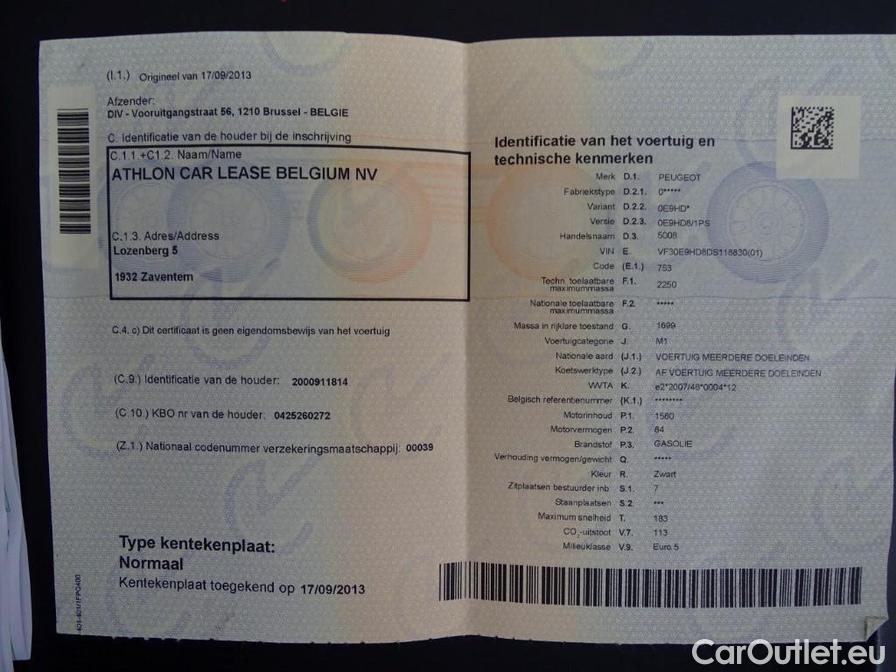 (I.1.) Origineel van 17/09/2013
Afzender:
DIV - Vooruitgangstraat 56, 1210 Brussel - BELGIE
C. Identificatie van de houder bij de inschrijving
C.1.1.+C1.2. Naam/Name
ATHLON CAR LEASE BELGIUM NV
C.1.3. Adres/Address
Lozenberg 5
1932 Zaventem
C.4. c) Dit certificaat is geen eigendomsbewijs van het voertuig
(C.9.) Identificatie van de houder: 2000911814
(C.10.) KBO nr van de houder: 0425260272
(Z.1.) Nationaal codenummer verzekeringsmaatschappij: 00039
Type kentekenplaat:
Normaal
Kentekenplaat toegekend op 17/09/2013
Identificatie van het voertuig en
technische kenmerken
Merk D.1. PEUGEOT
Fabriekstype D.2.1. 0*****
Variant D.2.2. 0E9HD*
Versie D.2.3. 0E9HD8/1PS
Handelsnaam D.3. 5008
VIN E. VF30E9HD8DS118830(01)
Code (E.1.) 753
Techn. toelaatbare
maximummassa F.1. 2250
Nationale toelaatbare
maximummassa F.2. *****
Massa in rijklare toestand G. 1699
Voertuigcategorie J. M1
Nationale aard (J.1.) VOERTUIG MEERDERE DOELEINDEN
Koetswerktype (J.2.) AF VOERTUIG MEERDERE DOELEINDEN
VVTA K. e2*2007/46*0004*12
Belgisch referentienummer (K.1.) ********
Motorinhoud P.1. 1560
Motorvermogen P.2. 84
Brandstof P.3. GASOLIE
Verhouding vermogen/gewicht Q. *****
Kleur R. Zwart
Zitplaatsen bestuurder inb. S.1. 7
Staanplaatsen S.2. ***
Maximum snelheid T. 183
CO₂-uitstoot V.7. 113
Milieuklasse V.9. Euro 5
CarOutlet.eu